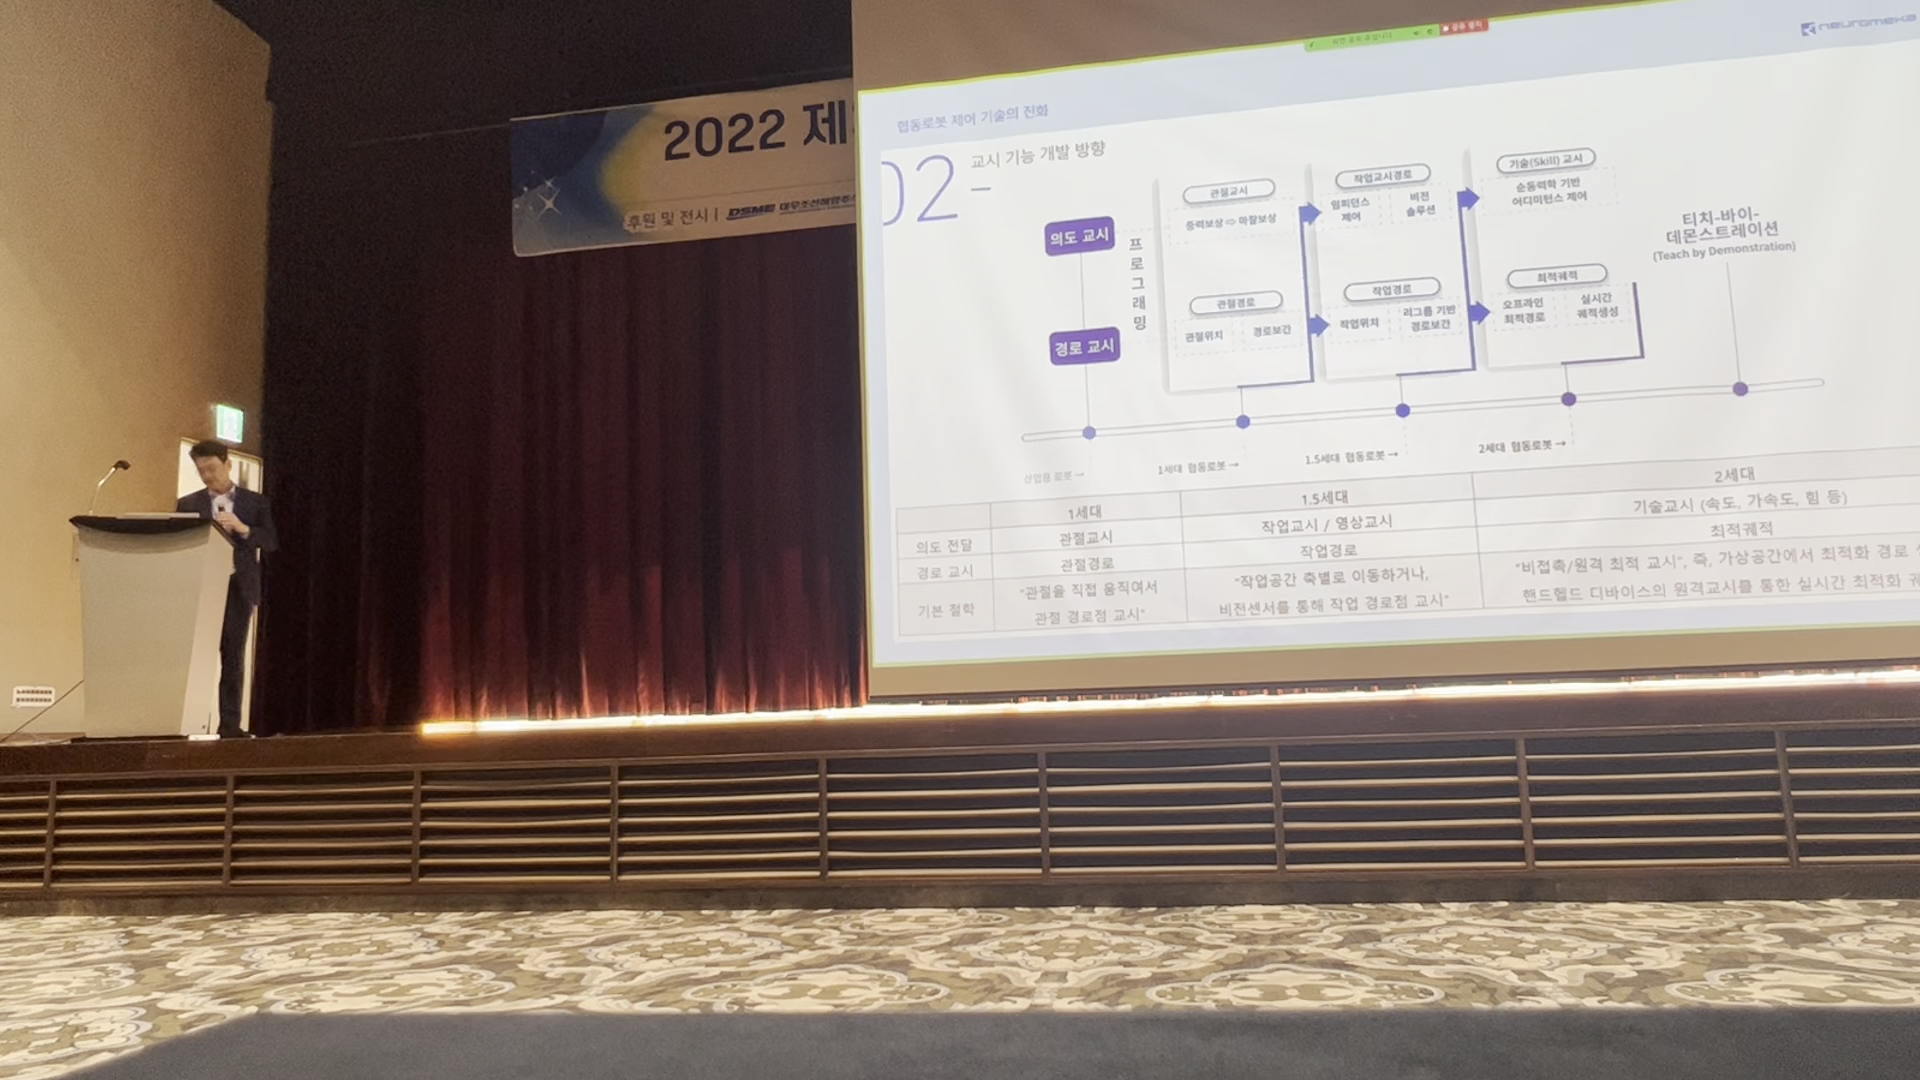 2022 제
후원 및 전시 | DSME 대우조선해양주식
neuromeka
협동로봇 제어 기술의 진화
02
교시 기능 개발 방향
의도 교시
경로 교시
프로그래밍
관절교시
중력보상 ⇨ 마찰보상
관절경로
관절위치
경로보간
작업교시경로
임피던스
제어
비전
솔루션
작업경로
작업위치
리그룹 기반
경로보간
기술(Skill) 교시
순동력학 기반
어디미턴스 제어
최적궤적
오프라인
최적경로
실시간
궤적생성
티치-바이-
데몬스트레이션
(Teach by Demonstration)
산업용 로봇 →
1세대 협동로봇 →
1.5세대 협동로봇 →
2세대 협동로봇 →
1세대 1.5세대 2세대
의도 전달 관절교시 작업교시 / 영상교시 기술교시 (속도, 가속도, 힘 등)
경로 교시 관절경로 작업경로 최적궤적
기본 철학 "관절을 직접 움직여서 "작업공간 축별로 이동하거나, "비접촉/원격 최적 교시", 즉, 가상공간에서 최적화 경로
관절 경로점 교시" 비전센서를 통해 작업 경로점 교시" 핸드헬드 디바이스의 원격교시를 통한 실시간 최적화